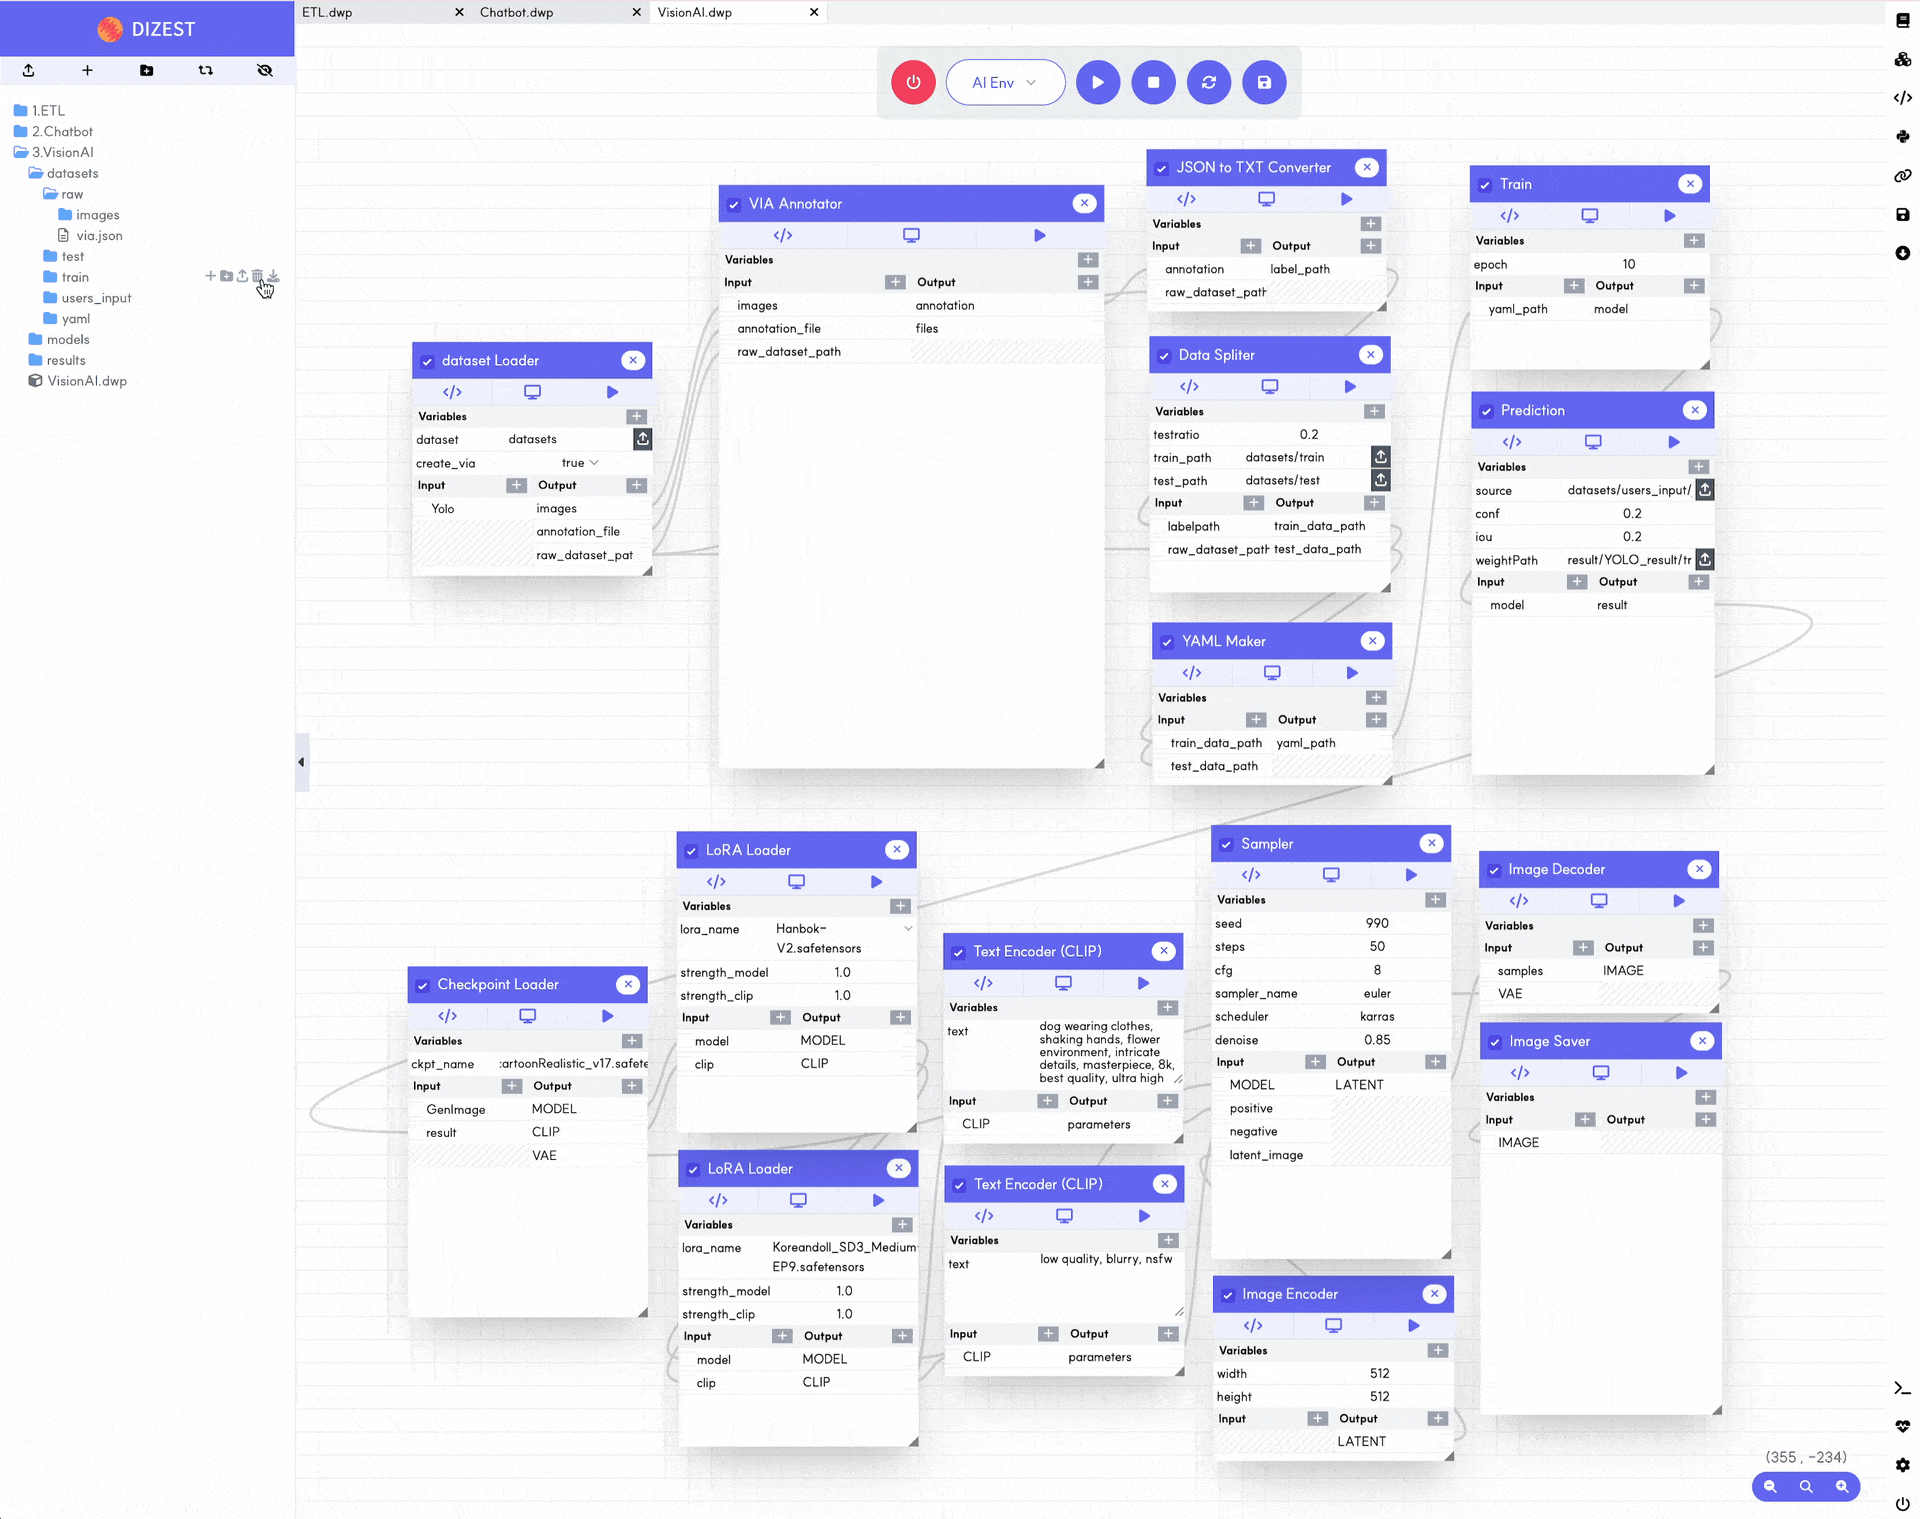 DIZEST
ETL.dwp
Chatbot.dwp
VisionAI.dwp
AI Env
1.ETL
2.Chatbot
3.VisionAI
datasets
raw
images
via.json
test
train
users_input
yaml
models
results
VisionAI.dwp
dataset Loader
Variables
dataset datasets
create_via true
Input Output
Yolo images
annotation_file
raw_dataset_pat
VIA Annotator
Variables
Input Output
images annotation
annotation_file files
raw_dataset_path
JSON to TXT Converter
Variables
Input Output
annotation label_path
raw_dataset_path
Data Spliter
Variables
testratio 0.2
train_path datasets/train
test_path datasets/test
Input Output
labelpath train_data_path
raw_dataset_path test_data_path
YAML Maker
Variables
Input Output
train_data_path yaml_path
test_data_path
Train
Variables
epoch 10
Input Output
yaml_path model
Prediction
Variables
source datasets/users_input/
conf 0.2
iou 0.2
weightPath result/YOLO_result/tr
Input Output
model result
Checkpoint Loader
Variables
ckpt_name :artoonRealistic_v17.safete
Input Output
GenImage MODEL
result CLIP
VAE
LoRA Loader
Variables
lora_name Hanbok-
V2.safetensors
strength_model 1.0
strength_clip 1.0
Input Output
model MODEL
clip CLIP
LoRA Loader
Variables
lora_name Koreandoll_SD3_Medium
EP9.safetensors
strength_model 1.0
strength_clip 1.0
Input Output
model MODEL
clip CLIP
Text Encoder (CLIP)
Variables
text dog wearing clothes,
shaking hands, flower
environment, intricate
details, masterpiece, 8k,
best quality, ultra high
Input Output
CLIP parameters
Text Encoder (CLIP)
Variables
text low quality, blurry, nsfw
Input Output
CLIP parameters
Sampler
Variables
seed 990
steps 50
cfg 8
sampler_name euler
scheduler karras
denoise 0.85
Input Output
MODEL LATENT
positive
negative
latent_image
Image Encoder
Variables
width 512
height 512
Input Output
LATENT
Image Decoder
Variables
Input Output
samples IMAGE
VAE
Image Saver
Variables
Input Output
IMAGE
(355 , -234)